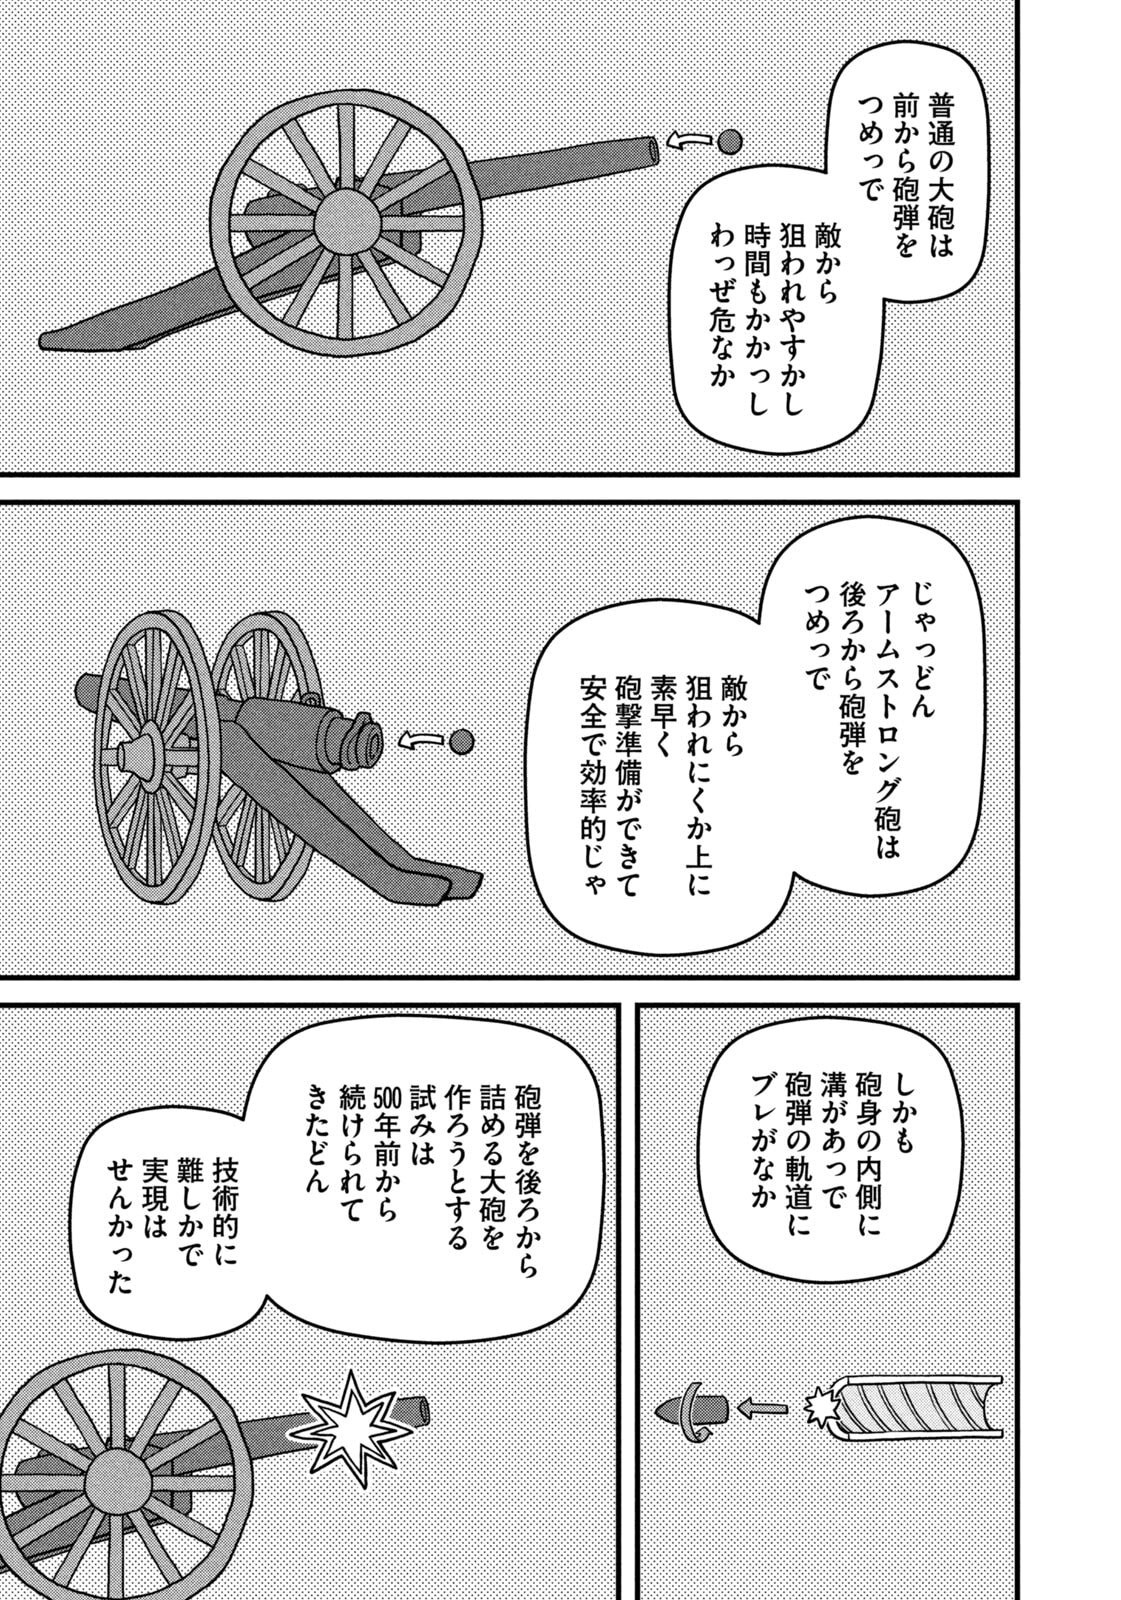 普通の大砲は
前から砲弾を
つめっで
敵から
狙われやすかし
時間もかかっし
わっぜ危なか
じゃっどん
アームストロング砲は
後ろから砲弾を
つめっで
敵から
狙われにくか上に
素早く
砲撃準備ができて
安全で効率的じゃ
しかも
砲身の内側に
溝があっで
砲弾の軌道に
ブレがなか
砲弾を後ろから
詰める大砲を
作ろうとする
試みは
500年前から
続けられて
きたどん
技術的に
難しかで
実現は
せんかった